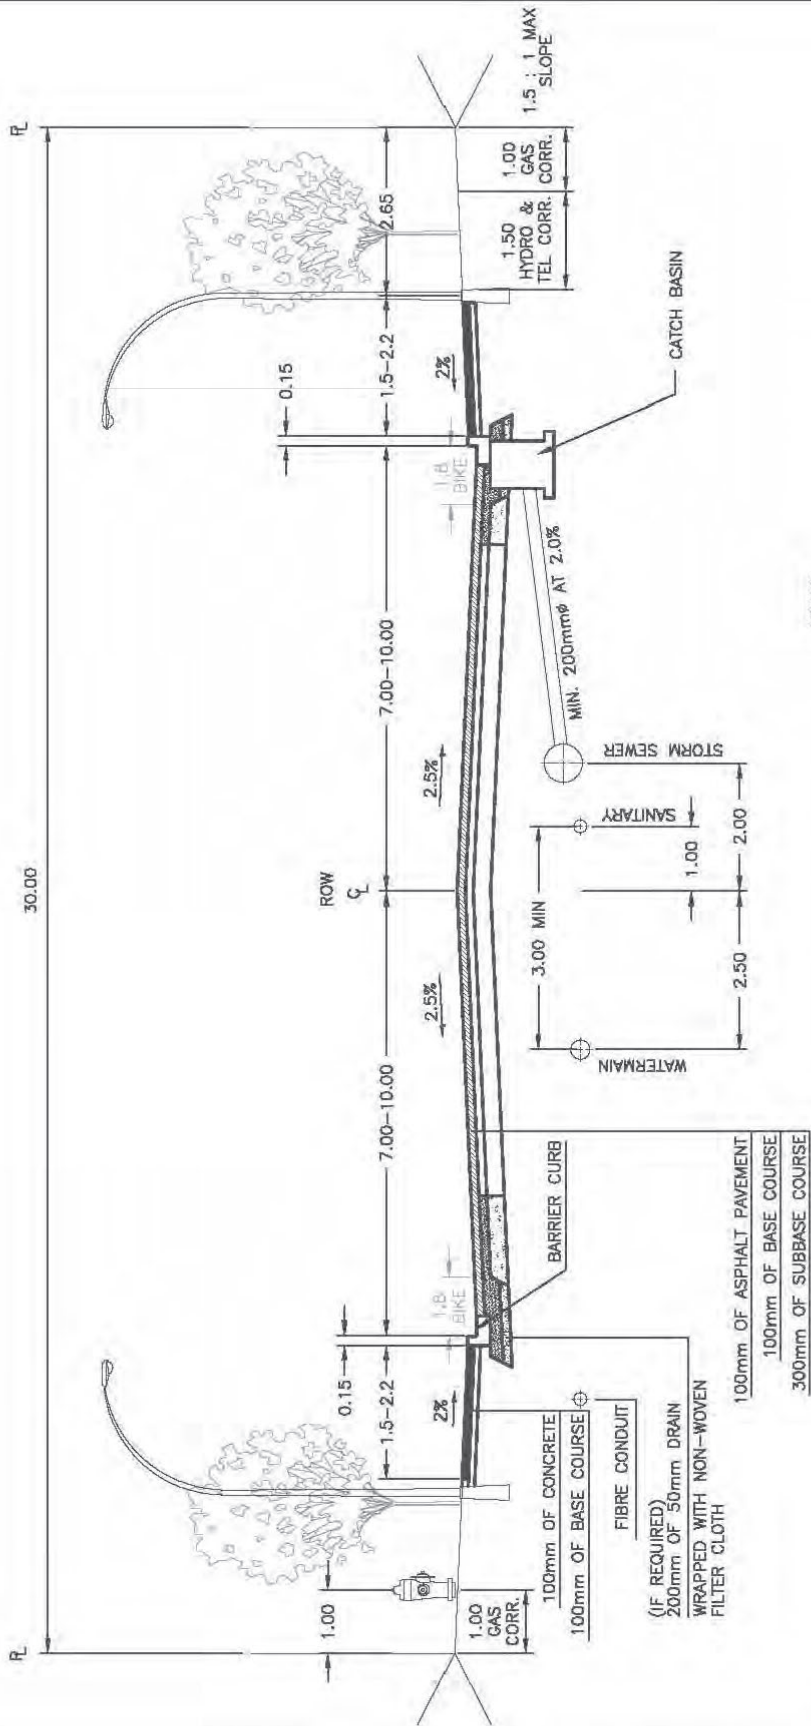 ℄
30.00
℄
ROW
℄
0.15
0.15
1.00
1.5-2.2
7.00-10.00
7.00-10.00
1.5-2.2
2.65
2%
2.5%
2.5%
2%
1.8
BIKE
1.8
BIKE
1.00
GAS
CORR.
1.50
HYDRO &
TEL CORR.
1.00
GAS
CORR.
1.5 : 1 MAX
SLOPE
100mm OF CONCRETE
100mm OF BASE COURSE
BARRIER CURB
FIBRE CONDUIT
(IF REQUIRED)
200mm OF 50mm DRAIN
WRAPPED WITH NON-WOVEN
FILTER CLOTH
3.00 MIN
WATERMAIN
SANITARY
STORM SEWER
MIN. 200mmø AT 2.0%
CATCH BASIN
1.00
2.50
2.00
100mm OF ASPHALT PAVEMENT
100mm OF BASE COURSE
300mm OF SUBBASE COURSE